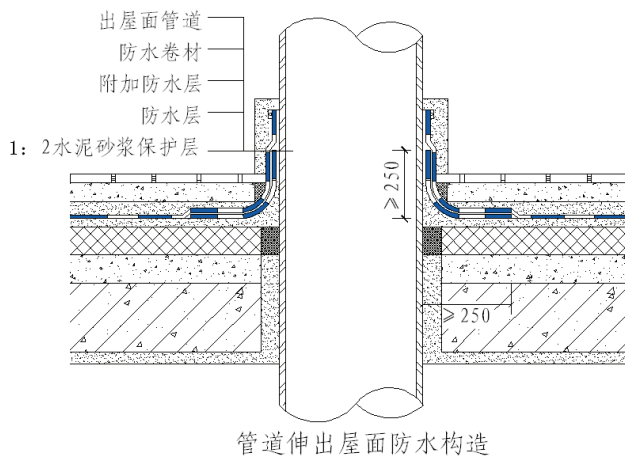 出屋面管道
防水卷材
附加防水层
防水层
1：2水泥砂浆保护层
≥250
≥250
管道伸出屋面防水构造